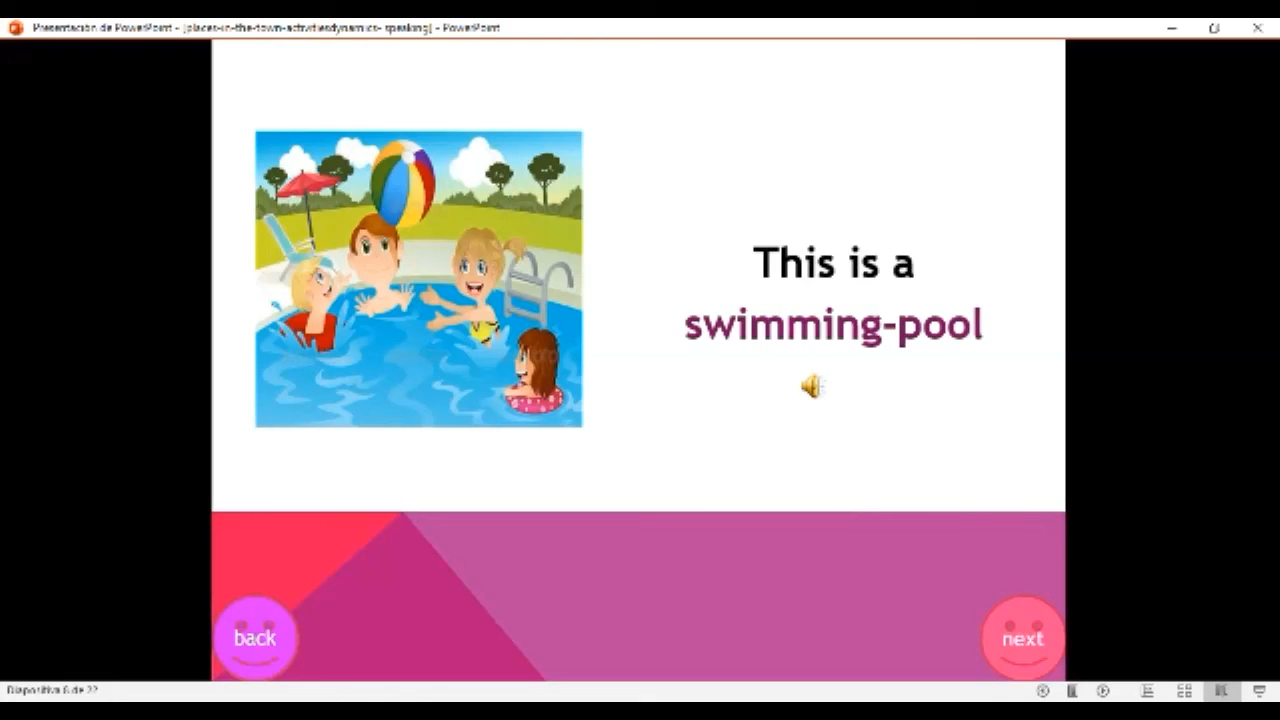 Presentación de PowerPoint - [places-in-the-town-activitiesdynamics- speaking] - PowerPoint
This is a
swimming-pool
back
next
Diapositiva 6 de 22